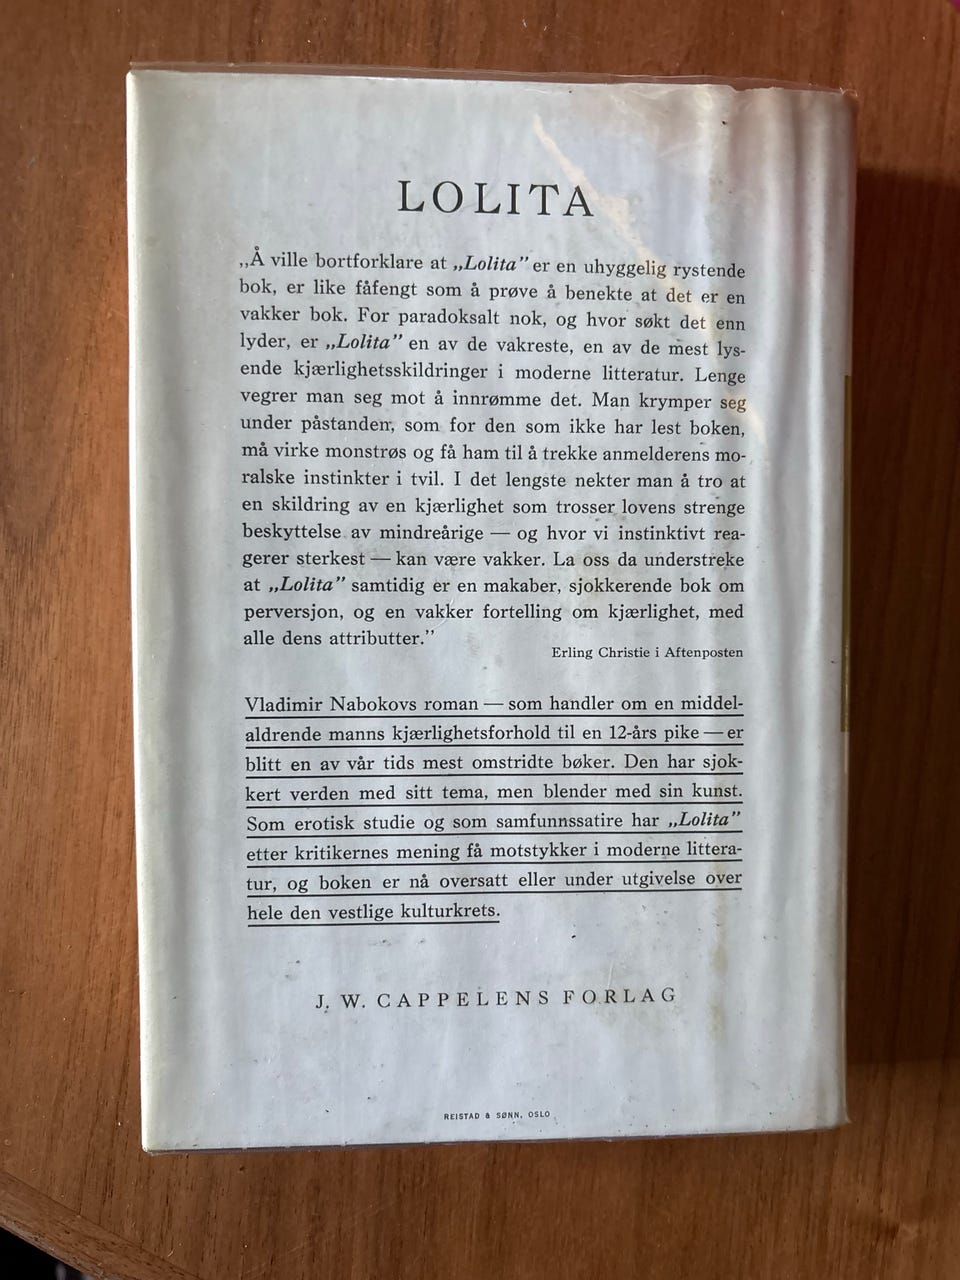 LOLITA
„Å ville bortforklare at „Lolita” er en uhyggelig rystende
bok, er like fåfengt som å prøve å benekte at det er en
vakker bok. For paradoksalt nok, og hvor søkt det enn
lyder, er „Lolita” en av de vakreste, en av de mest lys-
ende kjærlighetsskildringer i moderne litteratur. Lenge
vegrer man seg mot å innrømme det. Man krymper seg
under påstanden, som for den som ikke har lest boken,
må virke monstrøs og få ham til å trekke anmelderens mo-
ralske instinkter i tvil. I det lengste nekter man å tro at
en skildring av en kjærlighet som trosser lovens strenge
beskyttelse av mindreårige — og hvor vi instinktivt rea-
gerer sterkest — kan være vakker. La oss da understreke
at „Lolita” samtidig er en makaber, sjokkerende bok om
perversjon, og en vakker fortelling om kjærlighet, med
alle dens attributter.”
Erling Christie i Aftenposten
Vladimir Nabokovs roman — som handler om en middel-
aldrende manns kjærlighetsforhold til en 12-års pike — er
blitt en av vår tids mest omstridte bøker. Den har sjok-
kert verden med sitt tema, men blender med sin kunst.
Som erotisk studie og som samfunnssatire har „Lolita”
etter kritikernes mening få motstykker i moderne littera-
tur, og boken er nå oversatt eller under utgivelse over
hele den vestlige kulturkrets.
J. W. CAPPELENS FORLAG
REISTAD & SØNN, OSLO